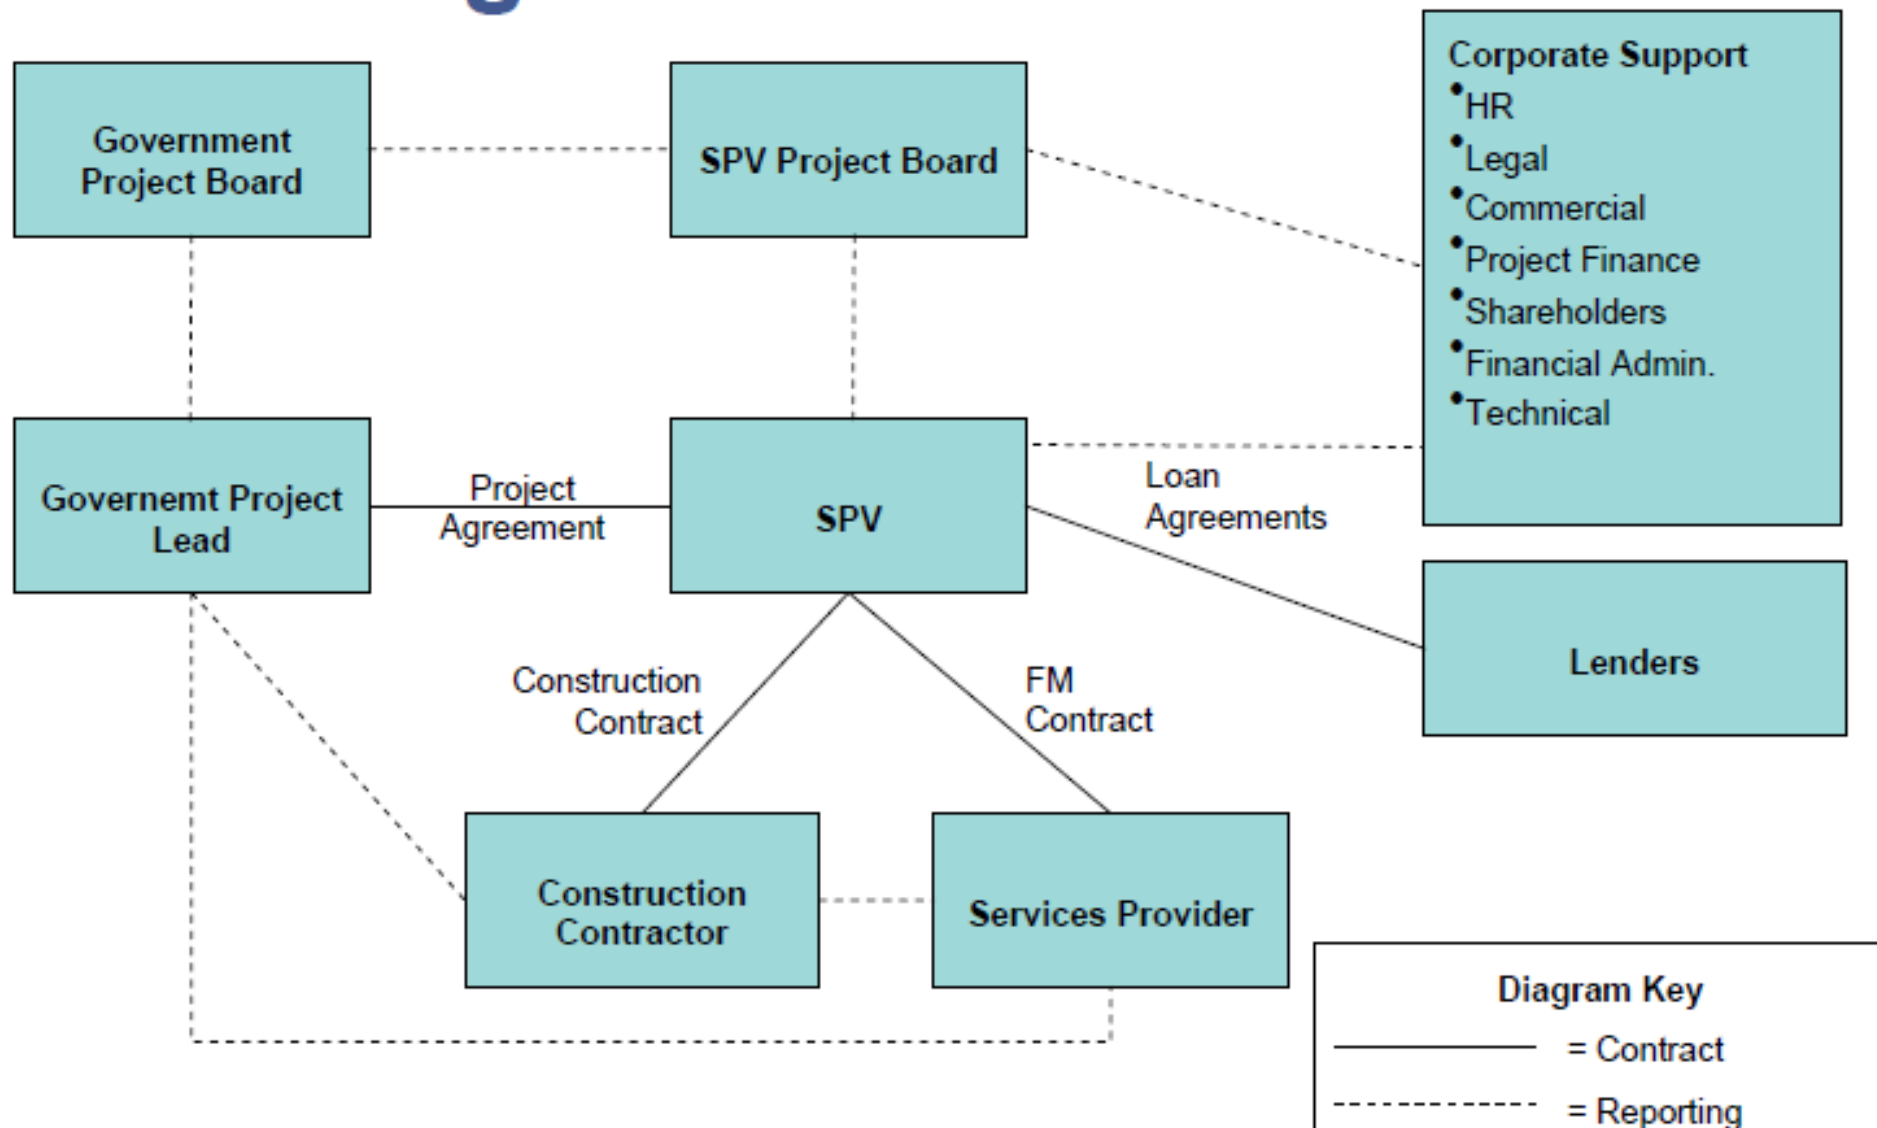 g
Government
Project Board
SPV Project Board
Corporate Support
•HR
•Legal
•Commercial
•Project Finance
•Shareholders
•Financial Admin.
•Technical
Governemt Project
Lead
Project
Agreement
SPV
Loan
Agreements
Lenders
Construction
Contract
FM
Contract
Construction
Contractor
Services Provider
Diagram Key
= Contract
= Reporting